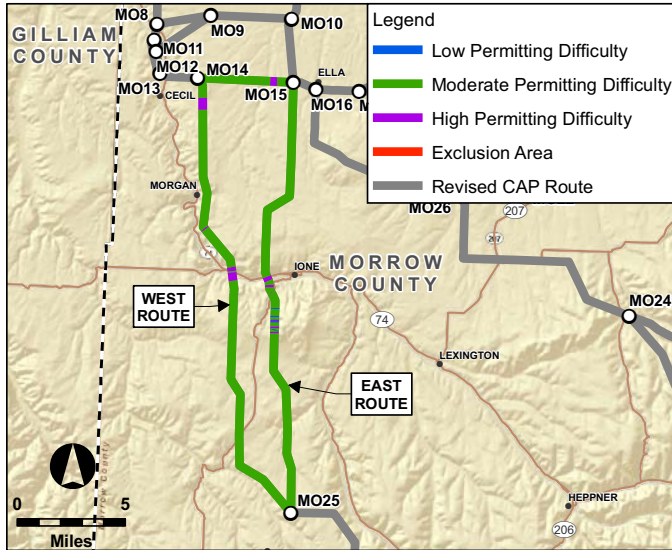 MO8
MO9
MO10
GILLIAM
COUNTY
MO11
MO12
MO14
MO13
CECIL
MO15
ELLA
MO16
M
Legend
Low Permitting Difficulty
Moderate Permitting Difficulty
High Permitting Difficulty
Exclusion Area
Revised CAP Route
MORGAN
MO26
207
207
74
IONE
MORROW
COUNTY
WEST
ROUTE
74
MO24
LEXINGTON
EAST
ROUTE
MO25
HEPPNER
206
0 5
Miles